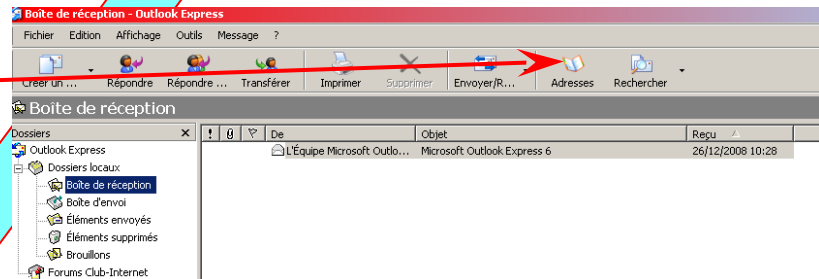 Boîte de réception - Outlook Express
Fichier Edition Affichage Outils Message ?
Créer un ... Répondre Répondre ... Transférer Imprimer Supprimer Envoyer/R... Adresses Rechercher
Boîte de réception
Dossiers × ! De Objet Reçu
Outlook Express L'Équipe Microsoft Outlo... Microsoft Outlook Express 6 26/12/2008 10:28
Dossiers locaux
Boîte de réception
Boîte d'envoi
Éléments envoyés
Éléments supprimés
Brouillons
Forums Club-Internet